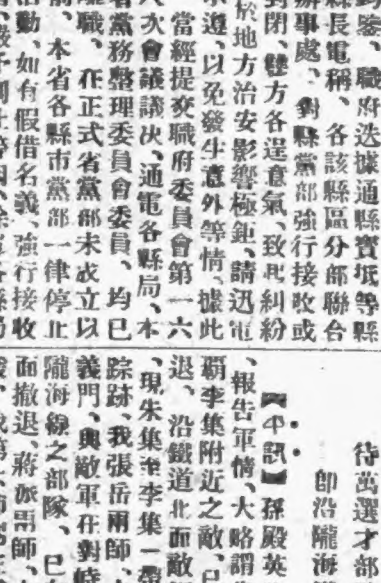 鑒、職府迭據通縣寶坻等縣
縣長電稱、各該縣區分部聯合
辦事處、對縣黨部強行接收或
封閉、雙方各逞意氣、致起糾紛
於地方治安影響極鉅、請迅電
示遵、以免發生意外等情、據此
當經提交職府委員會第一六
八次會議議決、通電各縣局、本
省黨務整理委員會委員、均已
離職、在正式省黨部未成立以
前、本省各縣市黨部一律停止
活動、如有假借名義、強行接收
待萬選才部
即沿隴海
【平訊】孫殿英
、報告軍情、大略謂
霸李集附近之敵、已
退、沿鐵道北面敵
、現朱集至李集一帶
踪跡、我張岳兩師、
義門、與敵軍在對峙
隴海線之部隊、已
面撤退、蔣派兩師、